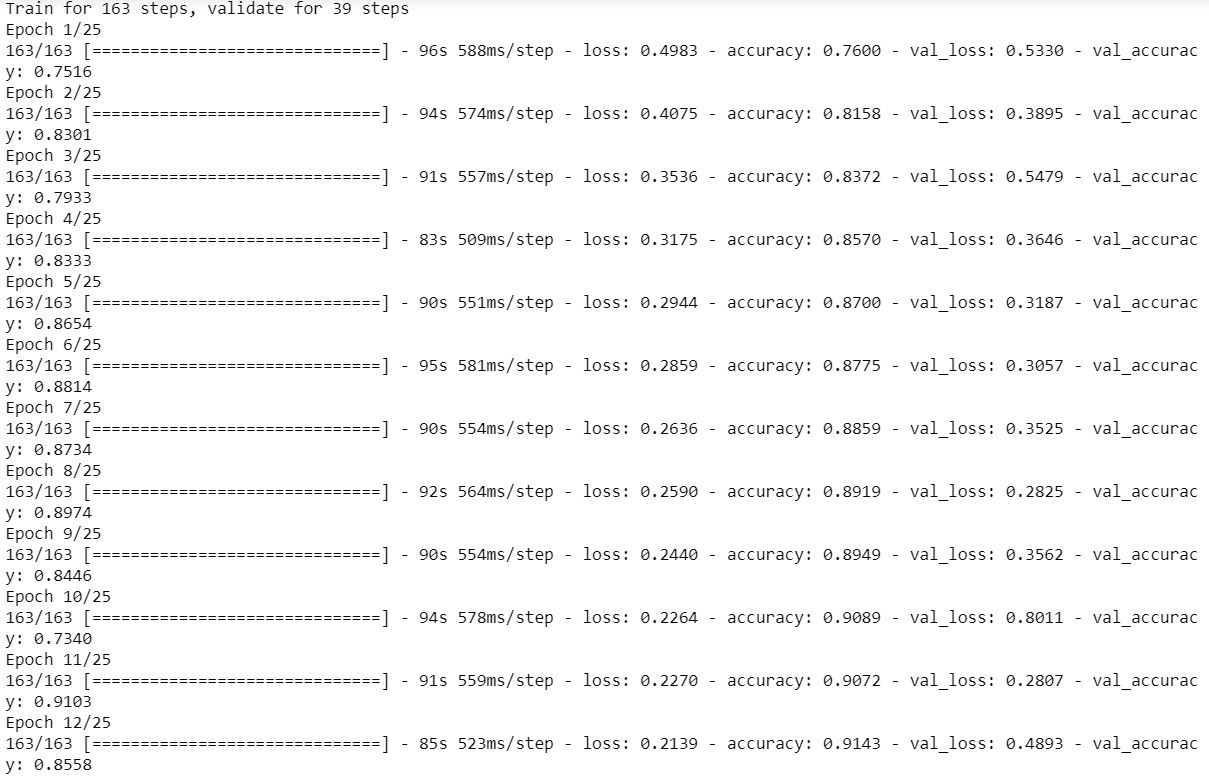 Train for 163 steps, validate for 39 steps
Epoch 1/25
163/163 [==============================] - 96s 588ms/step - loss: 0.4983 - accuracy: 0.7600 - val_loss: 0.5330 - val_accurac
y: 0.7516
Epoch 2/25
163/163 [==============================] - 94s 574ms/step - loss: 0.4075 - accuracy: 0.8158 - val_loss: 0.3895 - val_accurac
y: 0.8301
Epoch 3/25
163/163 [==============================] - 91s 557ms/step - loss: 0.3536 - accuracy: 0.8372 - val_loss: 0.5479 - val_accurac
y: 0.7933
Epoch 4/25
163/163 [==============================] - 83s 509ms/step - loss: 0.3175 - accuracy: 0.8570 - val_loss: 0.3646 - val_accurac
y: 0.8333
Epoch 5/25
163/163 [==============================] - 90s 551ms/step - loss: 0.2944 - accuracy: 0.8700 - val_loss: 0.3187 - val_accurac
y: 0.8654
Epoch 6/25
163/163 [==============================] - 95s 581ms/step - loss: 0.2859 - accuracy: 0.8775 - val_loss: 0.3057 - val_accurac
y: 0.8814
Epoch 7/25
163/163 [==============================] - 90s 554ms/step - loss: 0.2636 - accuracy: 0.8859 - val_loss: 0.3525 - val_accurac
y: 0.8734
Epoch 8/25
163/163 [==============================] - 92s 564ms/step - loss: 0.2590 - accuracy: 0.8919 - val_loss: 0.2825 - val_accurac
y: 0.8974
Epoch 9/25
163/163 [==============================] - 90s 554ms/step - loss: 0.2440 - accuracy: 0.8949 - val_loss: 0.3562 - val_accurac
y: 0.8446
Epoch 10/25
163/163 [==============================] - 94s 578ms/step - loss: 0.2264 - accuracy: 0.9089 - val_loss: 0.8011 - val_accurac
y: 0.7340
Epoch 11/25
163/163 [==============================] - 91s 559ms/step - loss: 0.2270 - accuracy: 0.9072 - val_loss: 0.2807 - val_accurac
y: 0.9103
Epoch 12/25
163/163 [==============================] - 85s 523ms/step - loss: 0.2139 - accuracy: 0.9143 - val_loss: 0.4893 - val_accurac
y: 0.8558